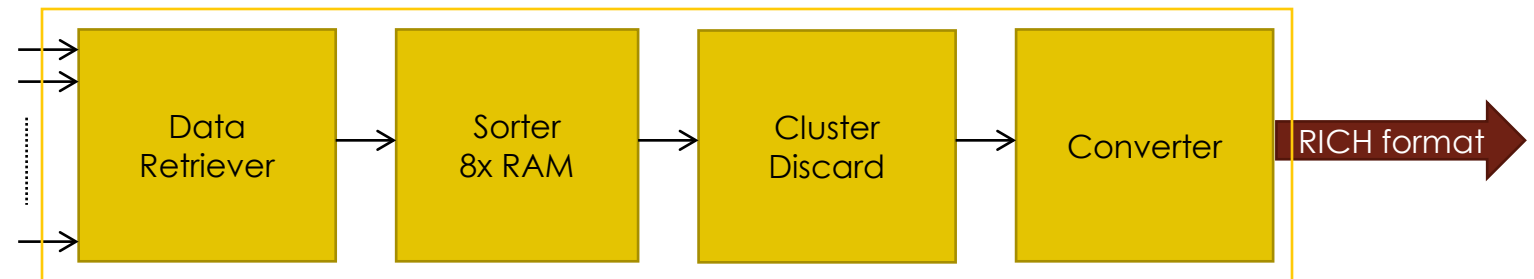 Data
Retriever
Sorter
8x RAM
Cluster
Discard
Converter
RICH format